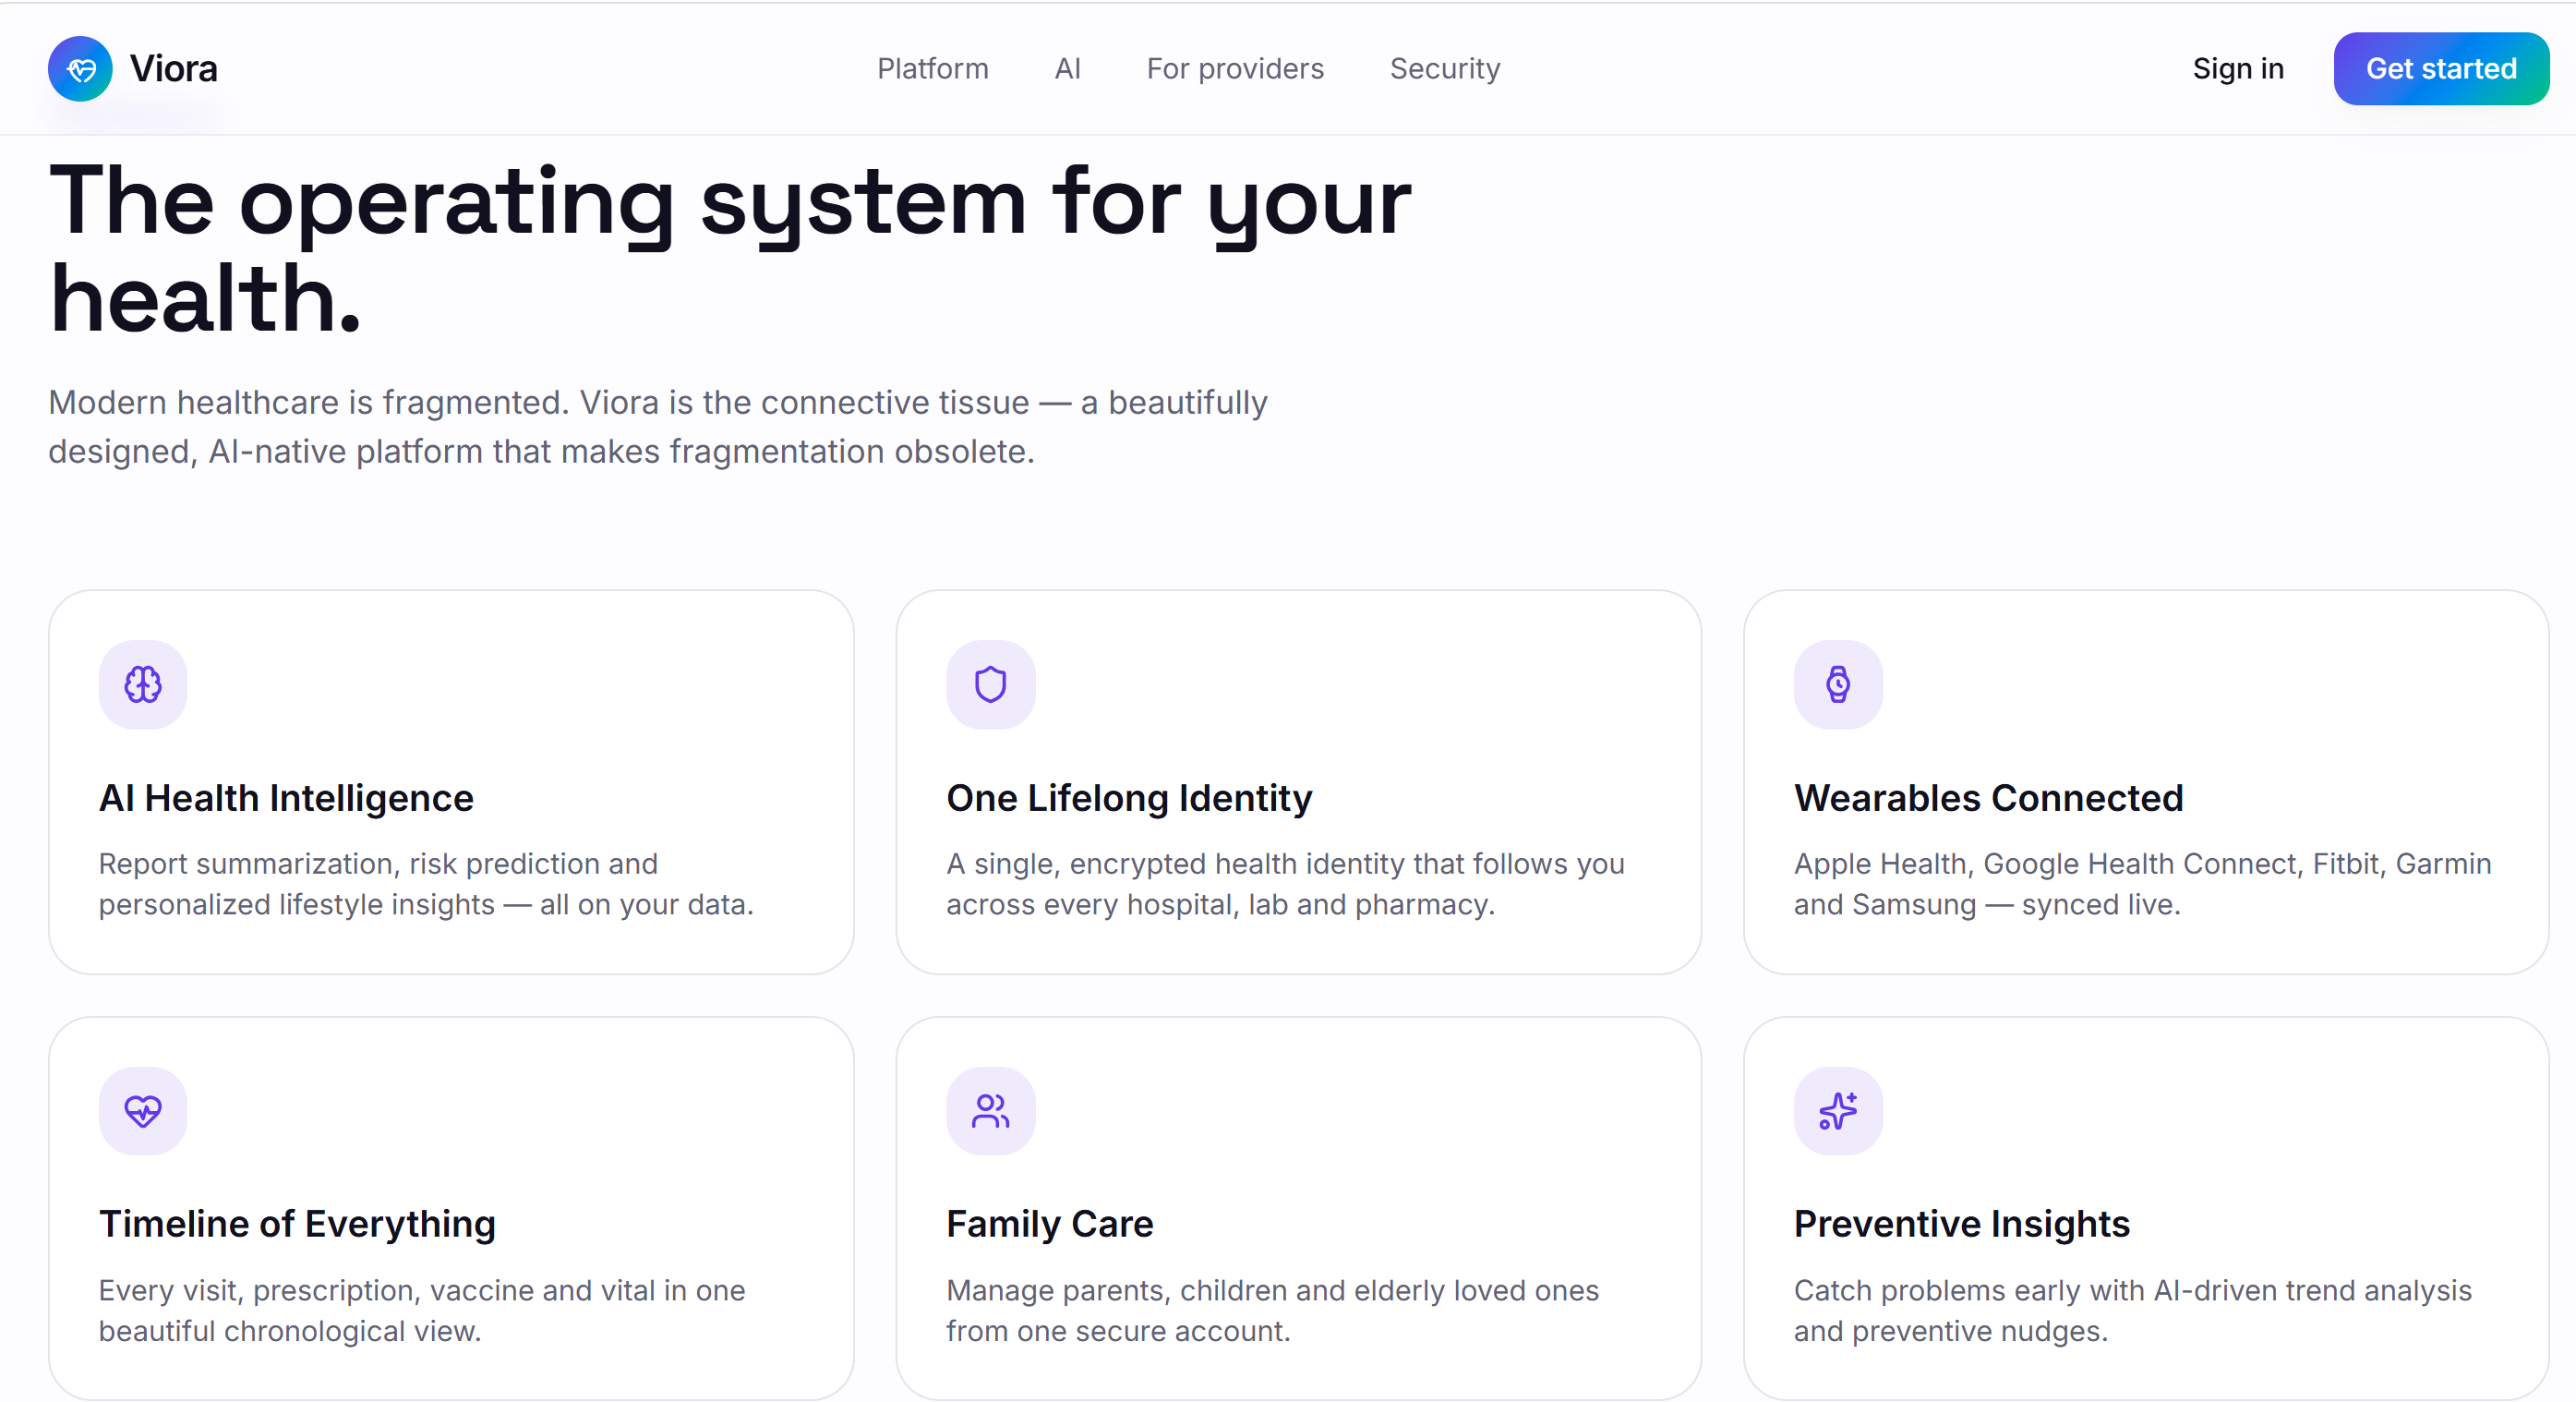 Viora
Platform
AI
For providers
Security
Sign in
Get started
The operating system for your
health.
Modern healthcare is fragmented. Viora is the connective tissue — a beautifully
designed, AI-native platform that makes fragmentation obsolete.
AI Health Intelligence
Report summarization, risk prediction and
personalized lifestyle insights — all on your data.
One Lifelong Identity
A single, encrypted health identity that follows you
across every hospital, lab and pharmacy.
Wearables Connected
Apple Health, Google Health Connect, Fitbit, Garmin
and Samsung — synced live.
Timeline of Everything
Every visit, prescription, vaccine and vital in one
beautiful chronological view.
Family Care
Manage parents, children and elderly loved ones
from one secure account.
Preventive Insights
Catch problems early with AI-driven trend analysis
and preventive nudges.